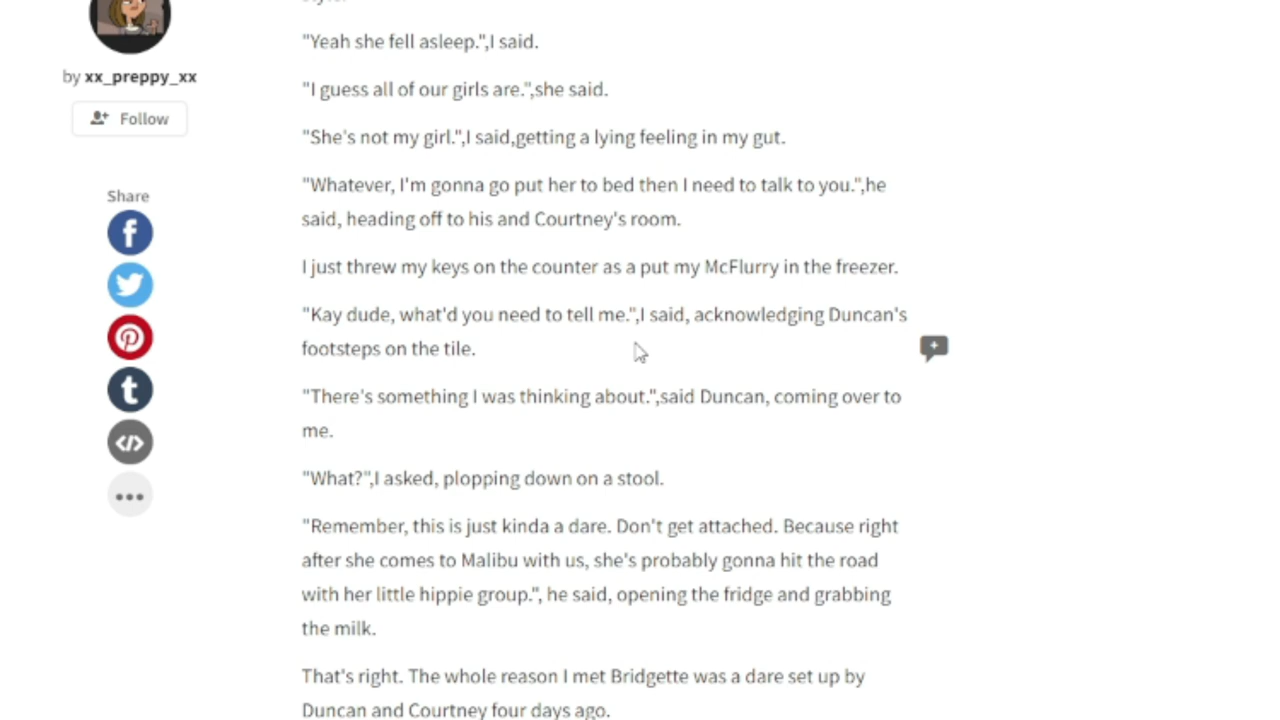 by xx_preppy_xx
Follow
Share
"Yeah she fell asleep.",I said.
"I guess all of our girls are.",she said.
"She's not my girl.",I said,getting a lying feeling in my gut.
"Whatever, I'm gonna go put her to bed then I need to talk to you.",he
said, heading off to his and Courtney's room.
I just threw my keys on the counter as a put my McFlurry in the freezer.
"Kay dude, what'd you need to tell me.",I said, acknowledging Duncan's
footsteps on the tile.
"There's something I was thinking about.",said Duncan, coming over to
me.
"What?",I asked, plopping down on a stool.
"Remember, this is just kinda a dare. Don't get attached. Because right
after she comes to Malibu with us, she's probably gonna hit the road
with her little hippie group.", he said, opening the fridge and grabbing
the milk.
That's right. The whole reason I met Bridgette was a dare set up by
Duncan and Courtney four days ago.